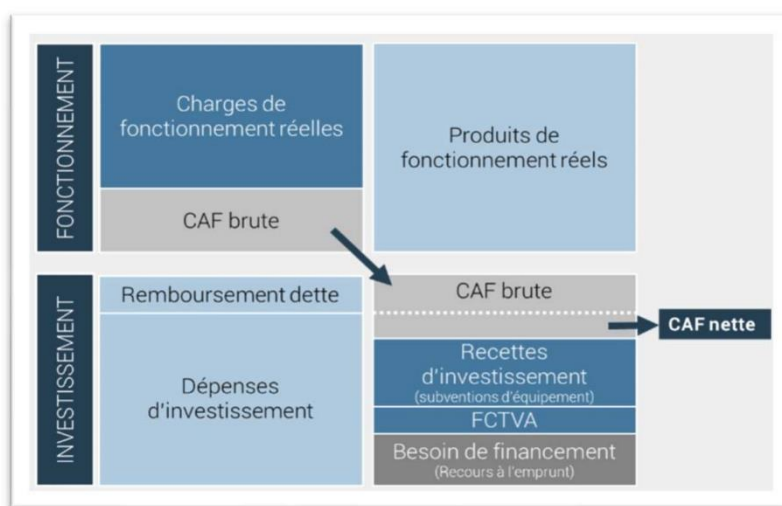 FONCTIONNEMENT
Charges de
fonctionnement réelles
CAF brute
Produits de
fonctionnement réels
INVESTISSEMENT
Remboursement dette
Dépenses
d'investissement
CAF brute
CAF nette
Recettes
d'investissement
(subventions d'équipement)
FCTVA
Besoin de financement
(Recours à l'emprunt)